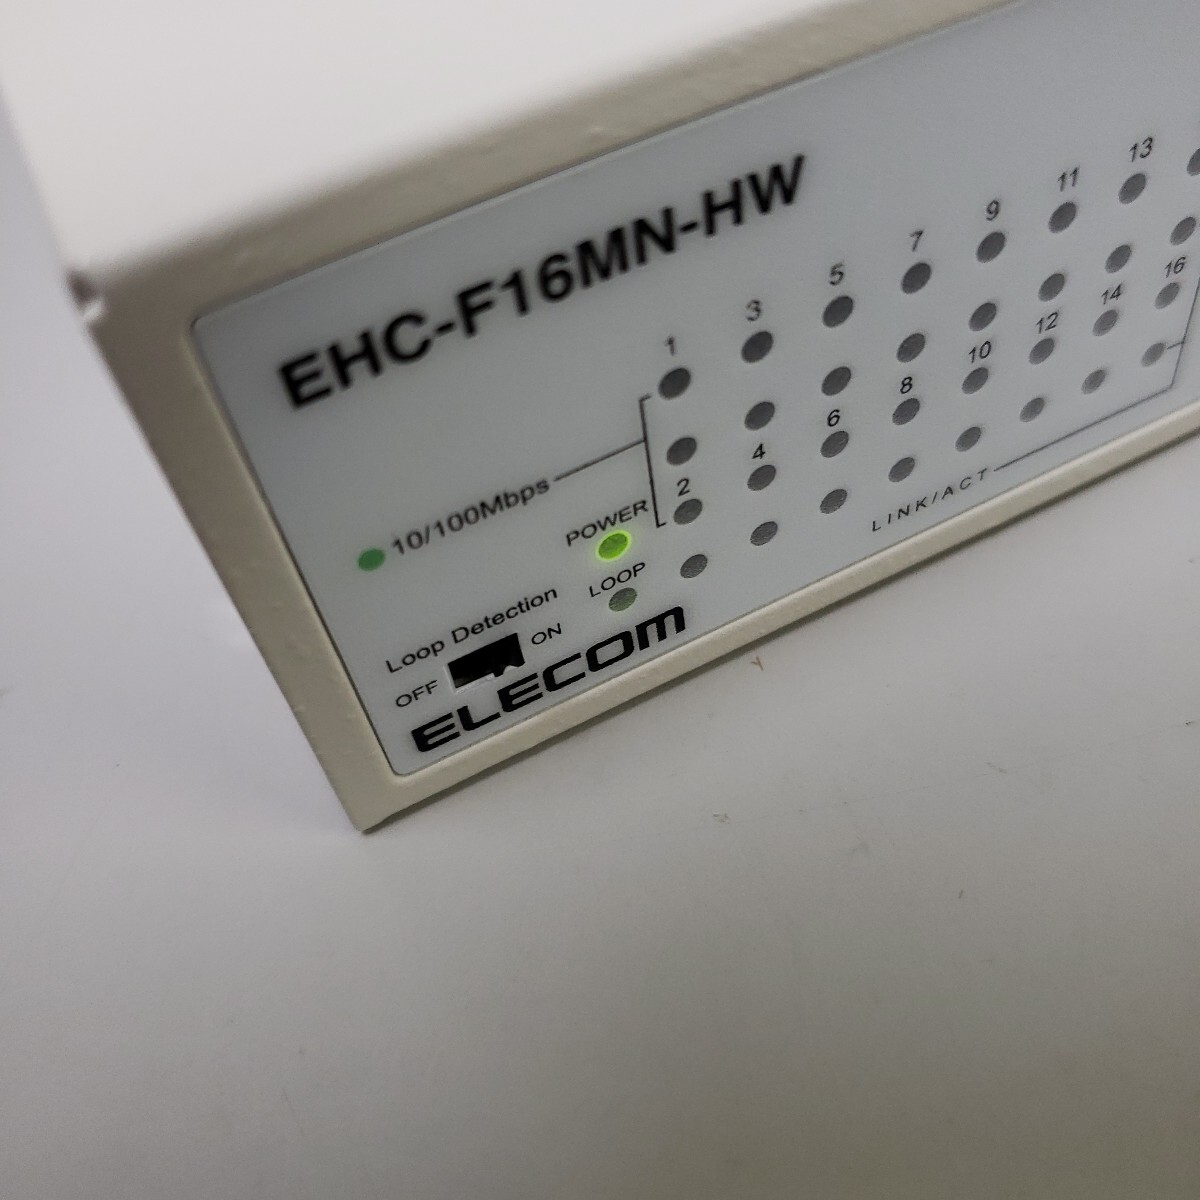 EHC-F16MN-HW
1 3 5 7 9 11 13
10/100Mbps
2 4 6 8 10 12 14 16
POWER
LOOP
LINK/ACT
Loop Detection
OFF ON
ELECOM